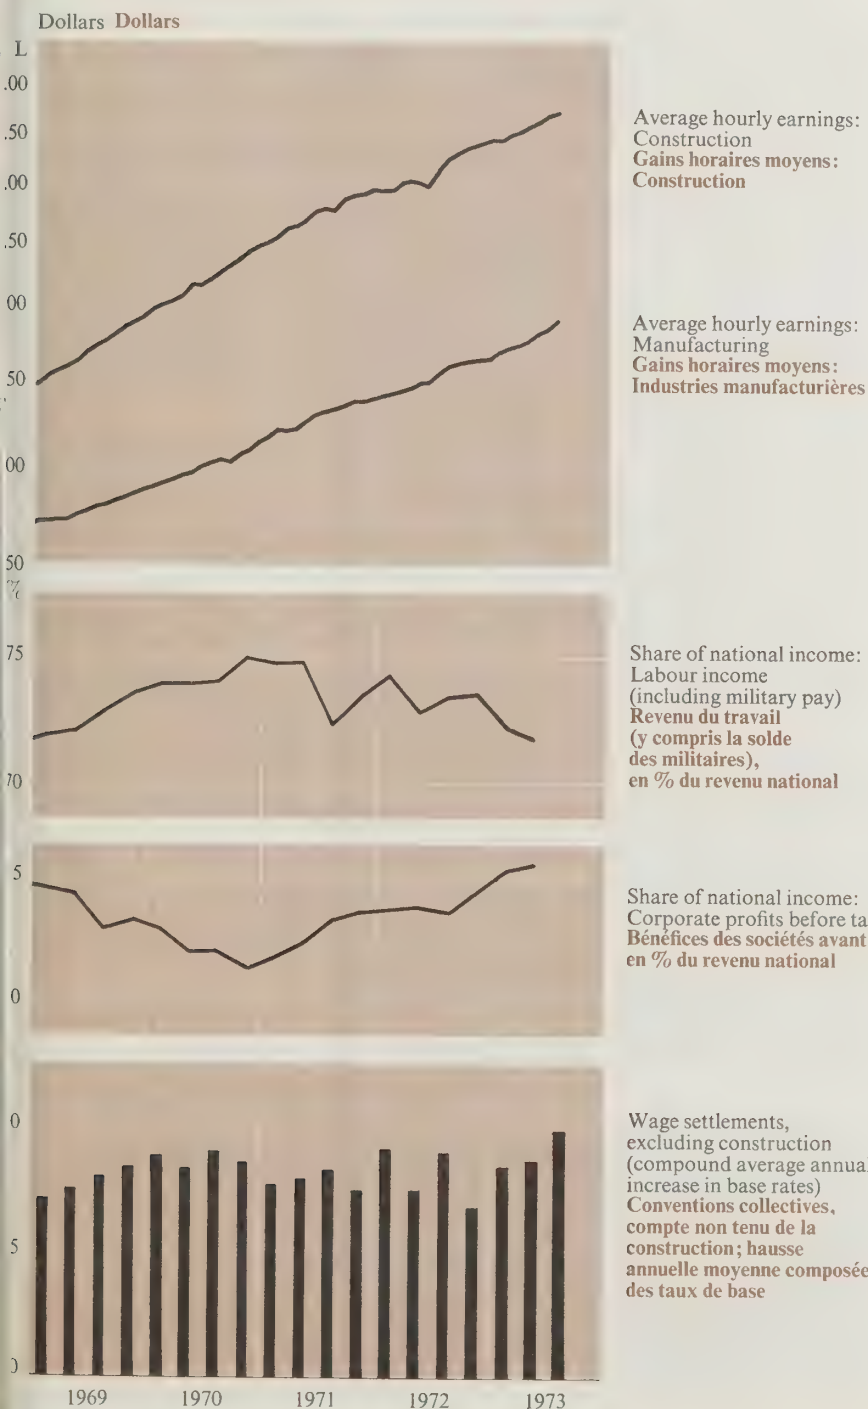 Dollars Dollars
L
.00
.50
.00
.50
00
50
00
50
%
Average hourly earnings:
Construction
Gains horaires moyens:
Construction
Average hourly earnings:
Manufacturing
Gains horaires moyens:
Industries manufacturières
75
70
Share of national income:
Labour income
(including military pay)
Revenu du travail
(y compris la solde
des militaires),
en % du revenu national
5
0
Share of national income:
Corporate profits before ta
Bénéfices des sociétés avant
en % du revenu national
0
5
0
Wage settlements,
excluding construction
(compound average annual
increase in base rates)
Conventions collectives,
compte non tenu de la
construction; hausse
annuelle moyenne composée
des taux de base
1969 1970 1971 1972 1973